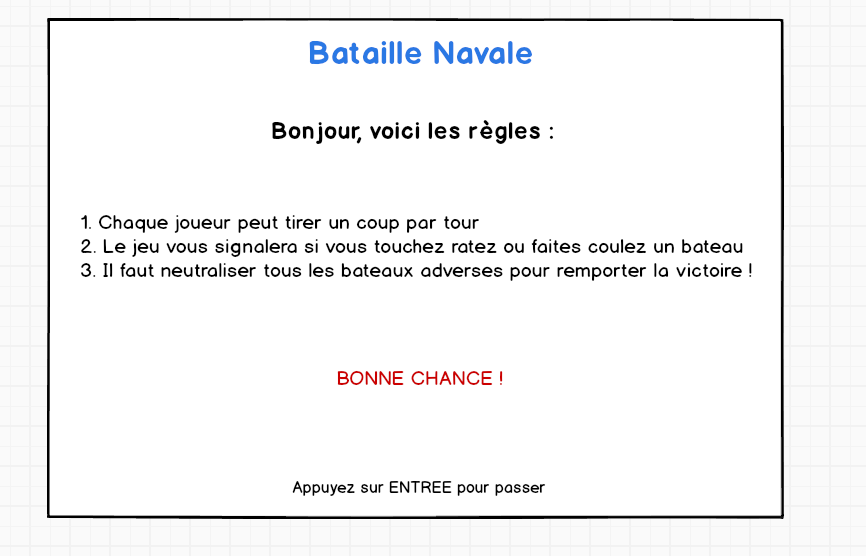 Bataille Navale
Bonjour, voici les règles :
1. Chaque joueur peut tirer un coup par tour
2. Le jeu vous signalera si vous touchez ratez ou faites coulez un bateau
3. Il faut neutraliser tous les bateaux adverses pour remporter la victoire !
BONNE CHANCE !
Appuyez sur ENTREE pour passer